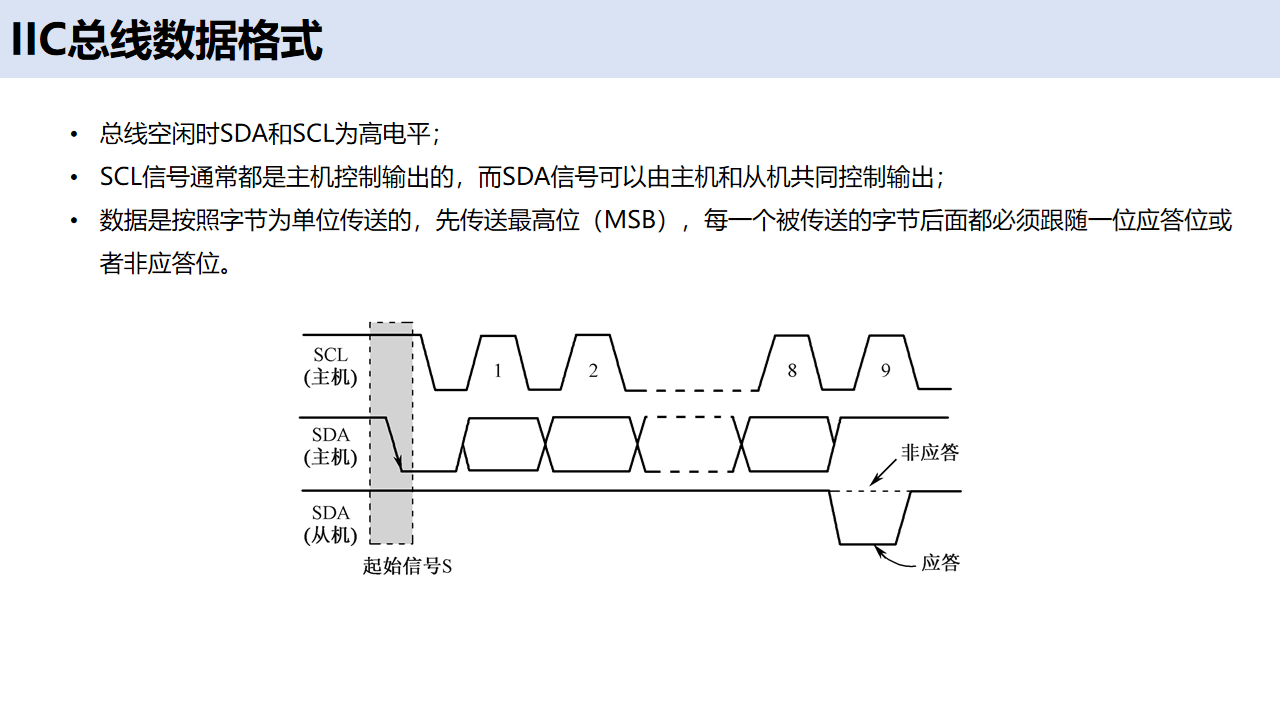 IIC总线数据格式
• 总线空闲时SDA和SCL为高电平；
• SCL信号通常都是主机控制输出的，而SDA信号可以由主机和从机共同控制输出；
• 数据是按照字节为单位传送的，先传送最高位（MSB），每一个被传送的字节后面都必须跟随一位应答位或
者非应答位。
SCL
(主机)
1
2
8
9
SDA
(主机)
非应答
SDA
(从机)
应答
起始信号S